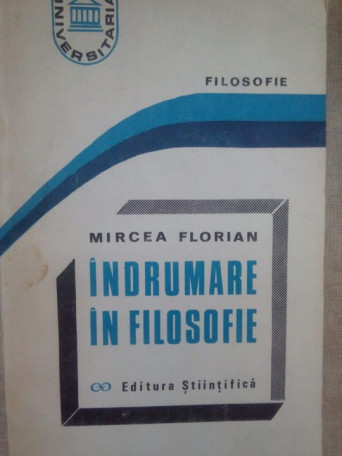 UNIVERSITARIA
FILOSOFIE
MIRCEA FLORIAN
ÎNDRUMARE
ÎN FILOSOFIE
Editura Științifică